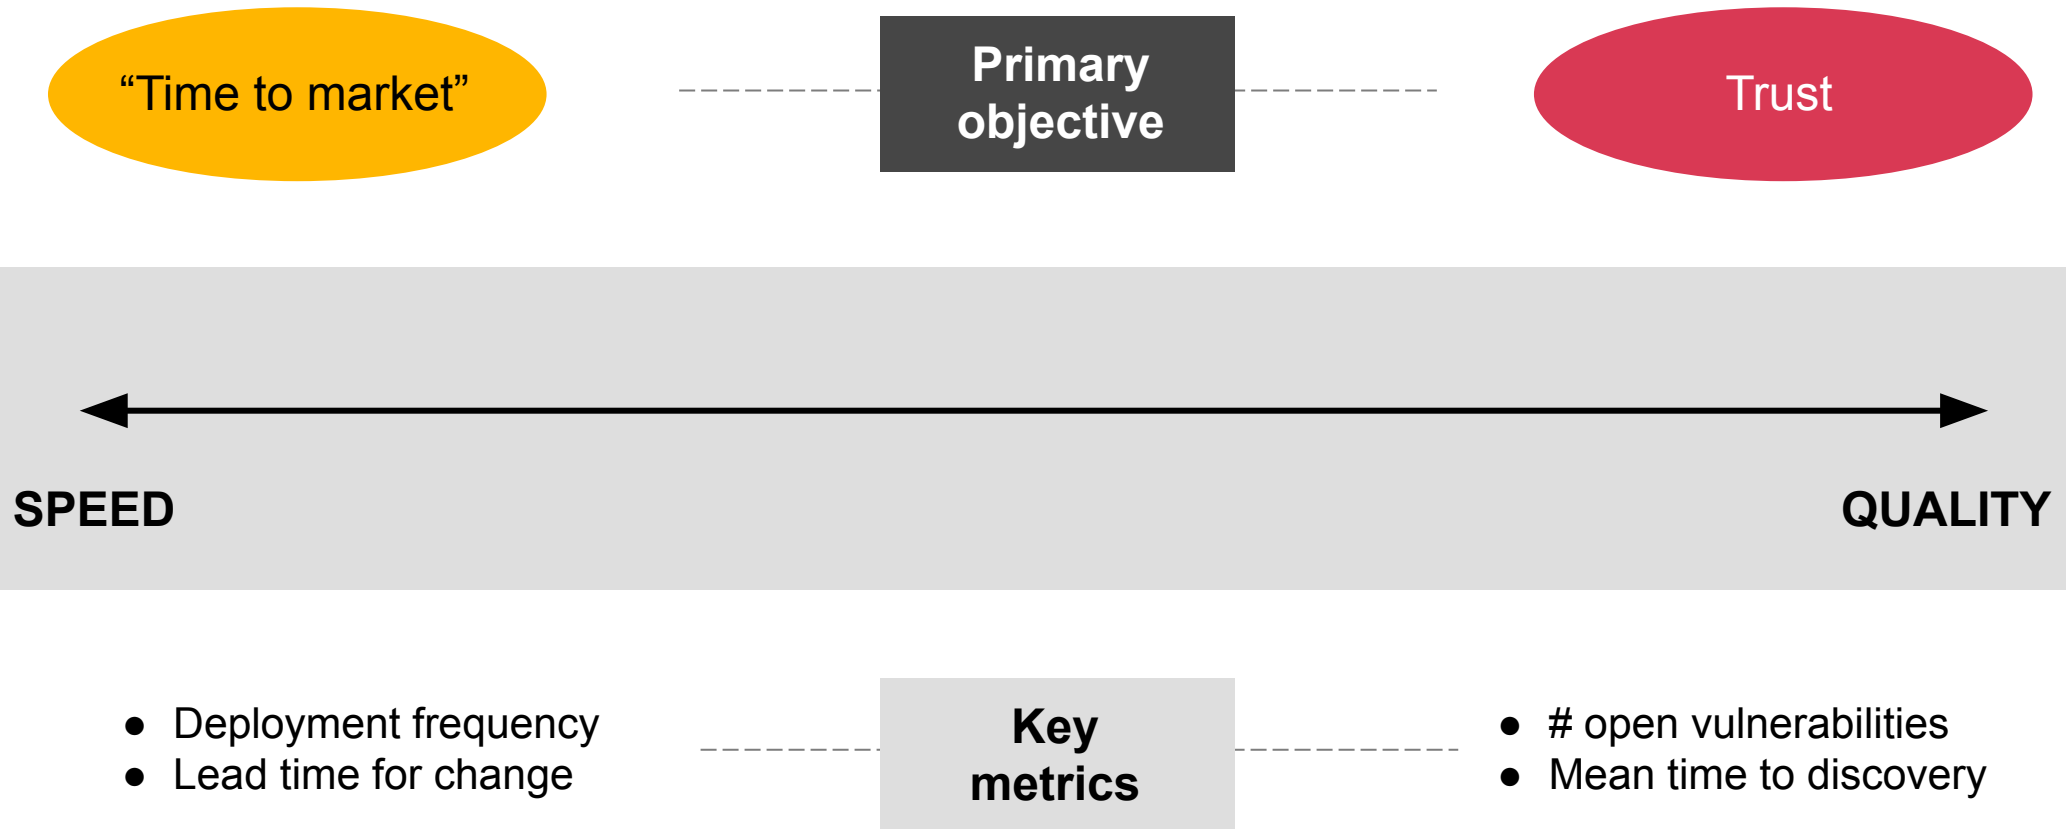 “Time to market”
Primary
objective
Trust
SPEED
QUALITY
● Deployment frequency
● Lead time for change
Key
metrics
● # open vulnerabilities
● Mean time to discovery